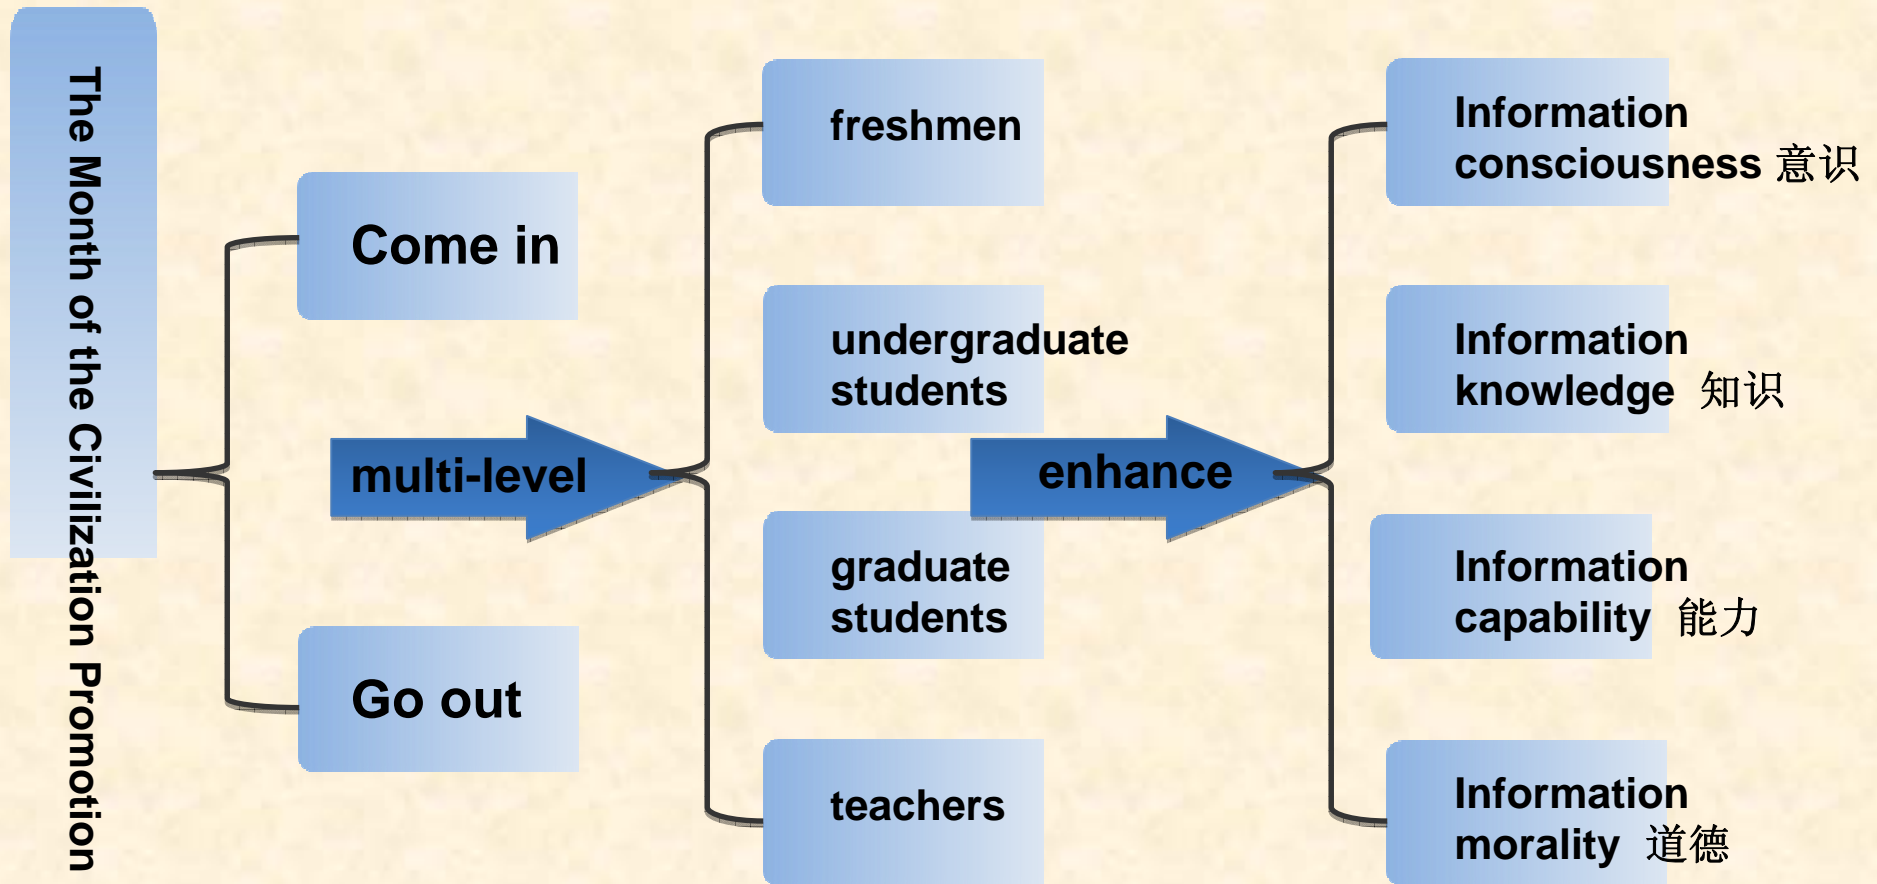 The Month of the Civilization Promotion
Come in
Go out
multi-level
freshmen
undergraduate
students
graduate
students
teachers
enhance
Information
consciousness 意识
Information
knowledge 知识
Information
capability 能力
Information
morality 道德